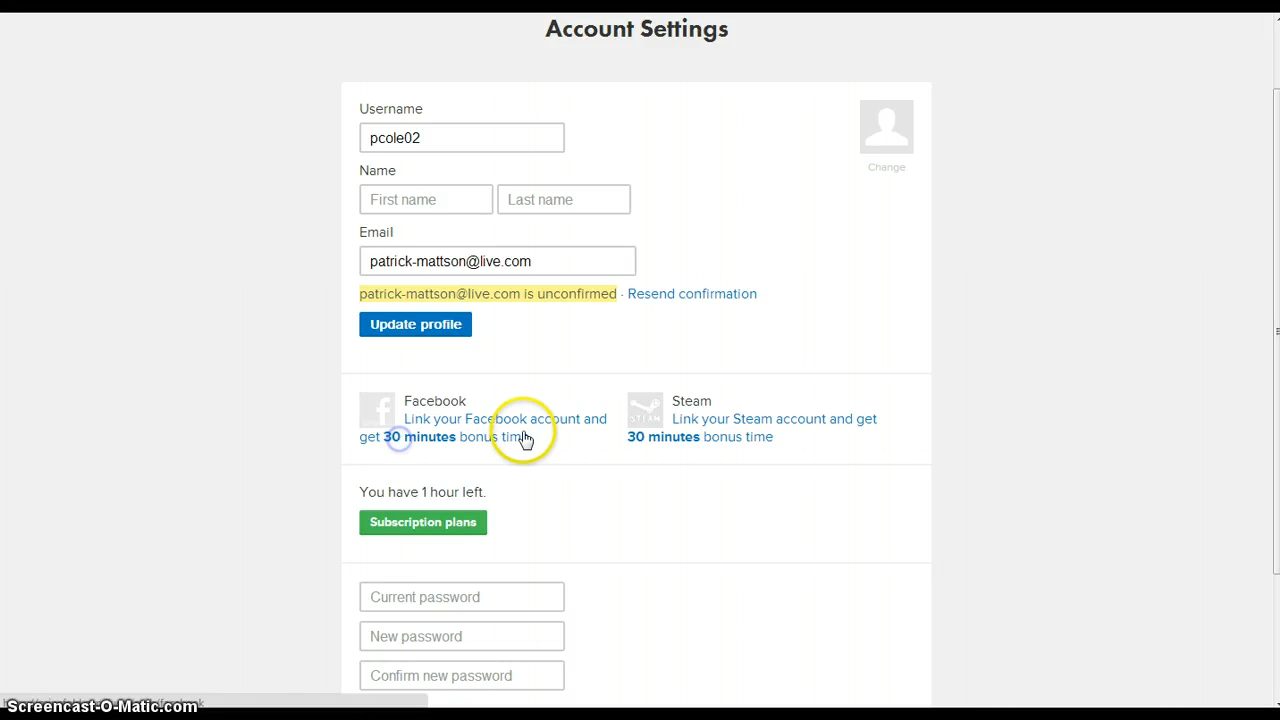 Account Settings
Username
pcole02
Change
Name
First name Last name
Email
patrick-mattson@live.com
patrick-mattson@live.com is unconfirmed · Resend confirmation
Update profile
Facebook
Link your Facebook account and
get 30 minutes bonus time
Steam
STEAM
Link your Steam account and get
30 minutes bonus time
You have 1 hour left.
Subscription plans
Current password
New password
Confirm new password
Screencast-O-Matic.com